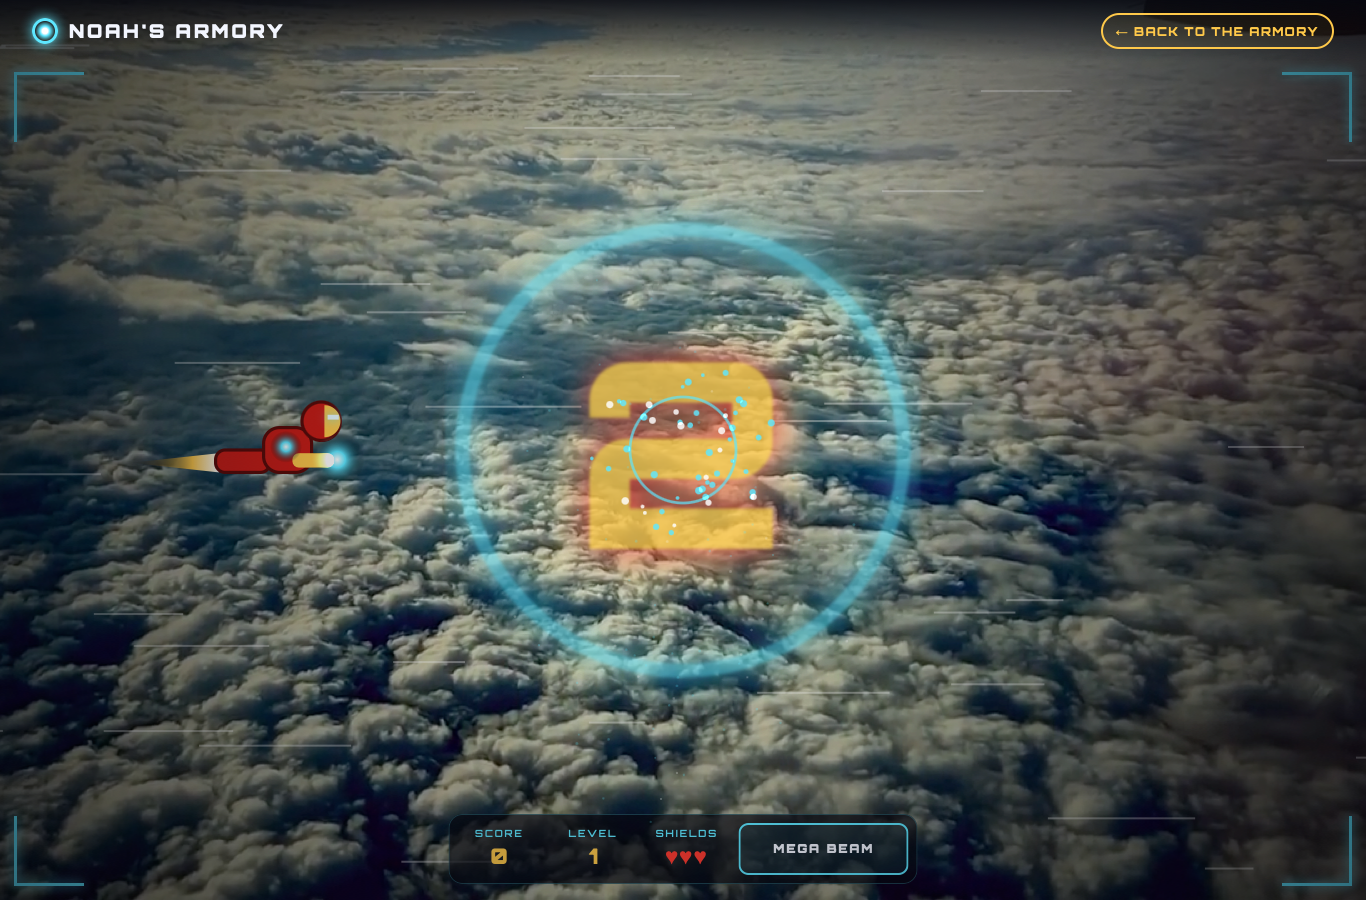 NOAH'S ARMORY
← BACK TO THE ARMORY
2
SCORE
0
LEVEL
1
SHIELDS
♥♥♥
MEGA BEAM